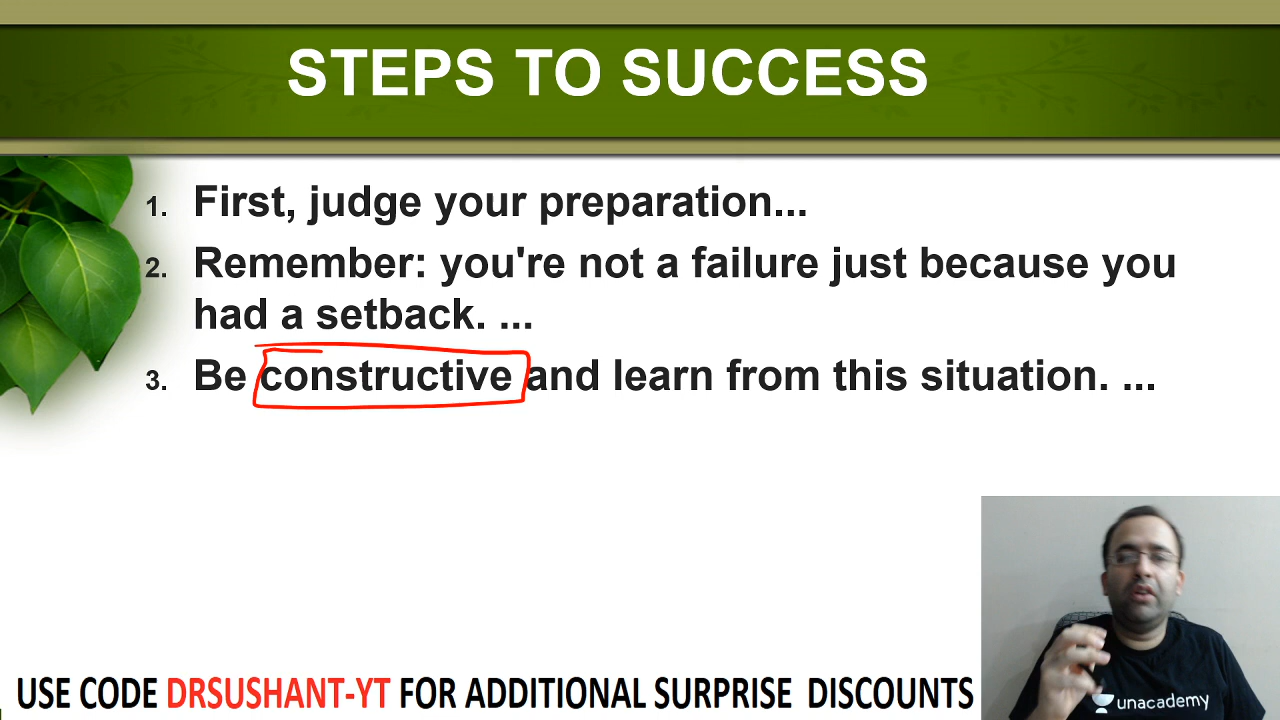 STEPS TO SUCCESS
1. First, judge your preparation...
2. Remember: you're not a failure just because you
had a setback. ...
3. Be constructive and learn from this situation. ...
unacademy
USE CODE DRSUSHANT-YT FOR ADDITIONAL SURPRISE DISCOUNTS